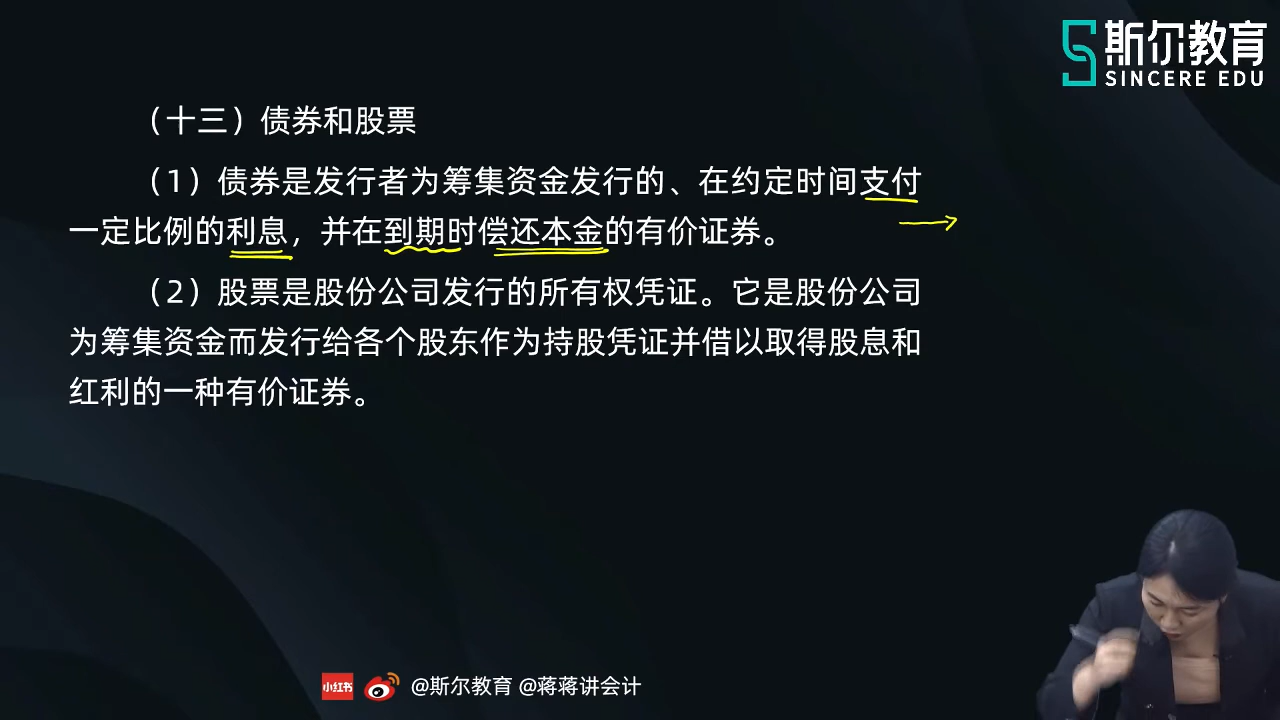 斯尔教育
SINCERE EDU
（十三）债券和股票
（1）债券是发行者为筹集资金发行的、在约定时间支付
一定比例的利息，并在到期时偿还本金的有价证券。
（2）股票是股份公司发行的所有权凭证。它是股份公司
为筹集资金而发行给各个股东作为持股凭证并借以取得股息和
红利的一种有价证券。
小红书 @斯尔教育 @蒋蒋讲会计